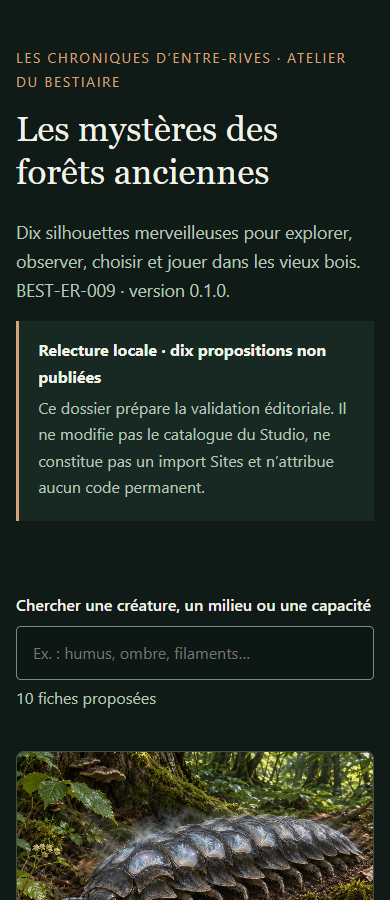 LES CHRONIQUES D’ENTRE-RIVES · ATELIER
DU BESTIAIRE
Les mystères des
forêts anciennes
Dix silhouettes merveilleuses pour explorer,
observer, choisir et jouer dans les vieux bois.
BEST-ER-009 · version 0.1.0.
Relecture locale · dix propositions non
publiées
Ce dossier prépare la validation éditoriale. Il
ne modifie pas le catalogue du Studio, ne
constitue pas un import Sites et n’attribue
aucun code permanent.
Chercher une créature, un milieu ou une capacité
Ex. : humus, ombre, filaments…
10 fiches proposées